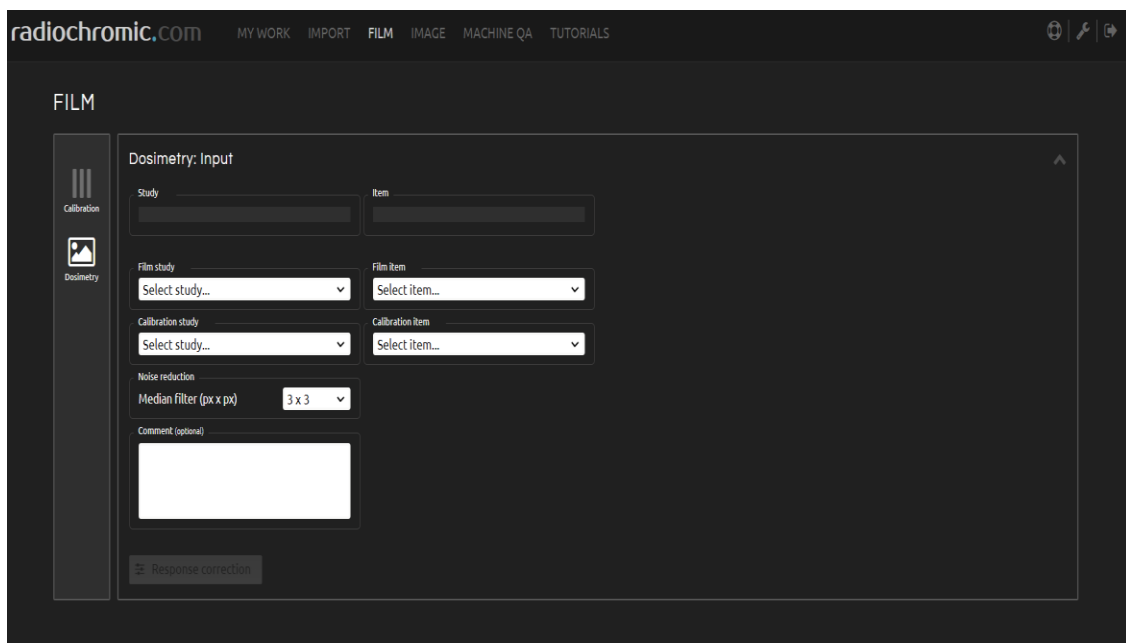 radiochromic.com MY WORK IMPORT FILM IMAGE MACHINE QA TUTORIALS
FILM
Calibration
Dosimetry
Dosimetry: Input
Study Item
Film study Film item
Select study... Select item...
Calibration study Calibration item
Select study... Select item...
Noise reduction
Median filter (px x px) 3 x 3
Comment (optional)
Response correction